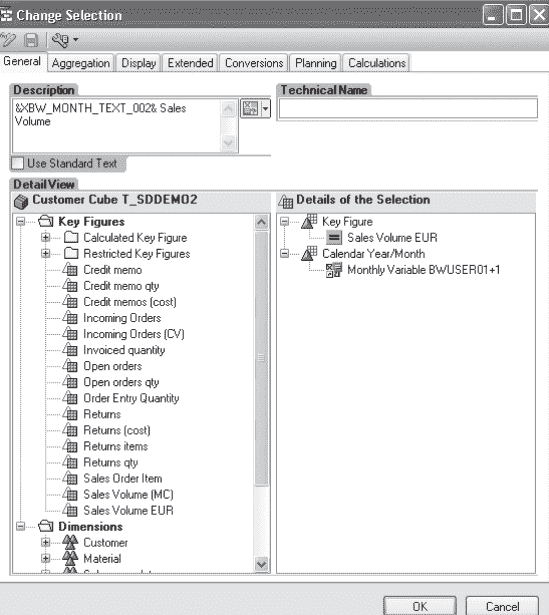 Change Selection
General Aggregation Display Extended Conversions Planning Calculations
Description
&XBW_MONTH_TEXT_002& Sales
Volume
Technical Name
Use Standard Text
DetailView
Customer Cube T_SDDEMO2
Key Figures
Calculated Key Figure
Restricted Key Figures
Credit memo
Credit memo qty
Credit memos (cost)
Incoming Orders
Incoming Orders (CV)
Invoiced quantity
Open orders
Open orders qty
Order Entry Quantity
Returns
Returns (cost)
Returns items
Returns qty
Sales Order Item
Sales Volume (MC)
Sales Volume EUR
Dimensions
Customer
Material
Details of the Selection
Key Figure
Sales Volume EUR
Calendar Year/Month
Monthly Variable BWUSER01+1
OK Cancel